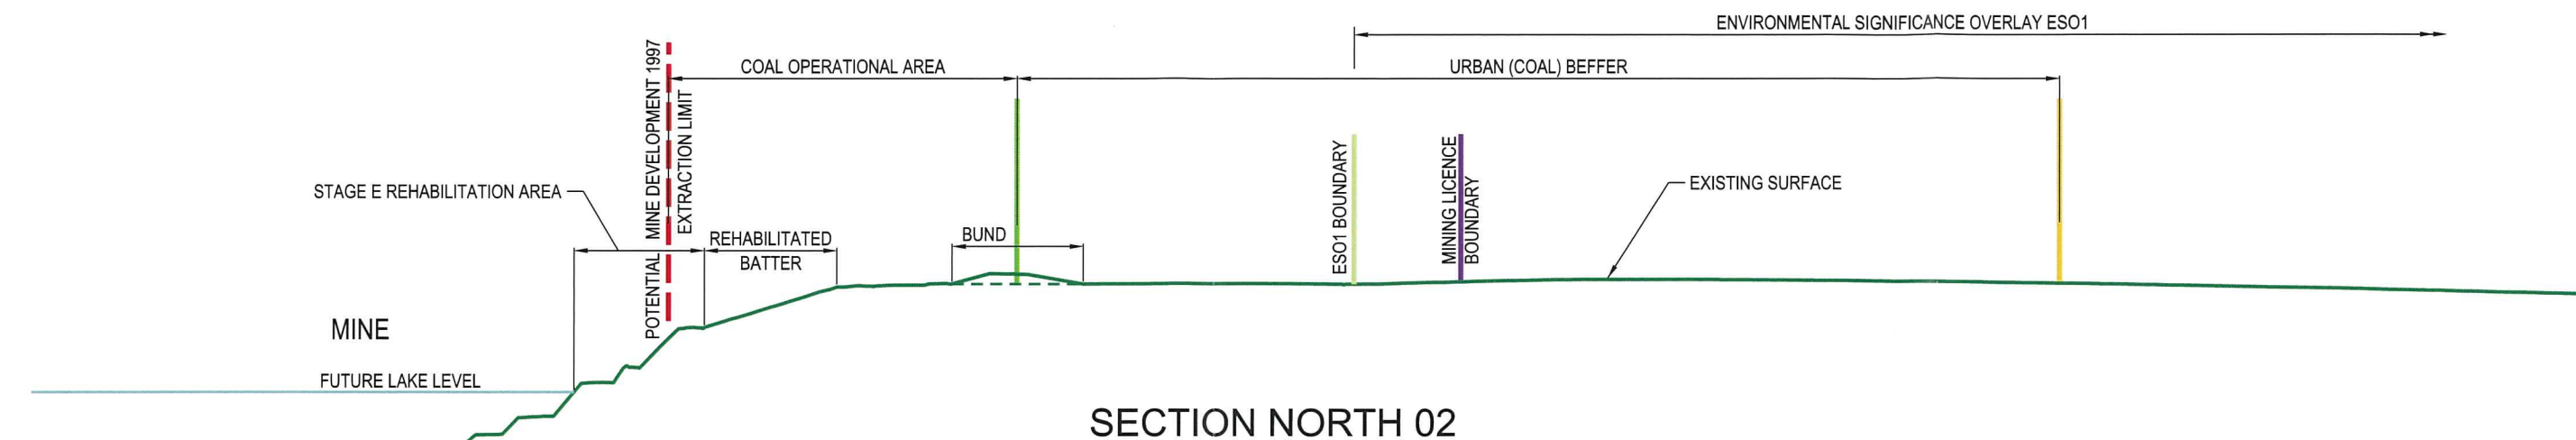 ENVIRONMENTAL SIGNIFICANCE OVERLAY ESO1
COAL OPERATIONAL AREA
URBAN (COAL) BEFFER
POTENTIAL MINE DEVELOPMENT 1997
EXTRACTION LIMIT
STAGE E REHABILITATION AREA
REHABILITATED
BATTER
BUND
ESO1 BOUNDARY
MINING LICENCE
BOUNDARY
EXISTING SURFACE
MINE
FUTURE LAKE LEVEL
SECTION NORTH 02